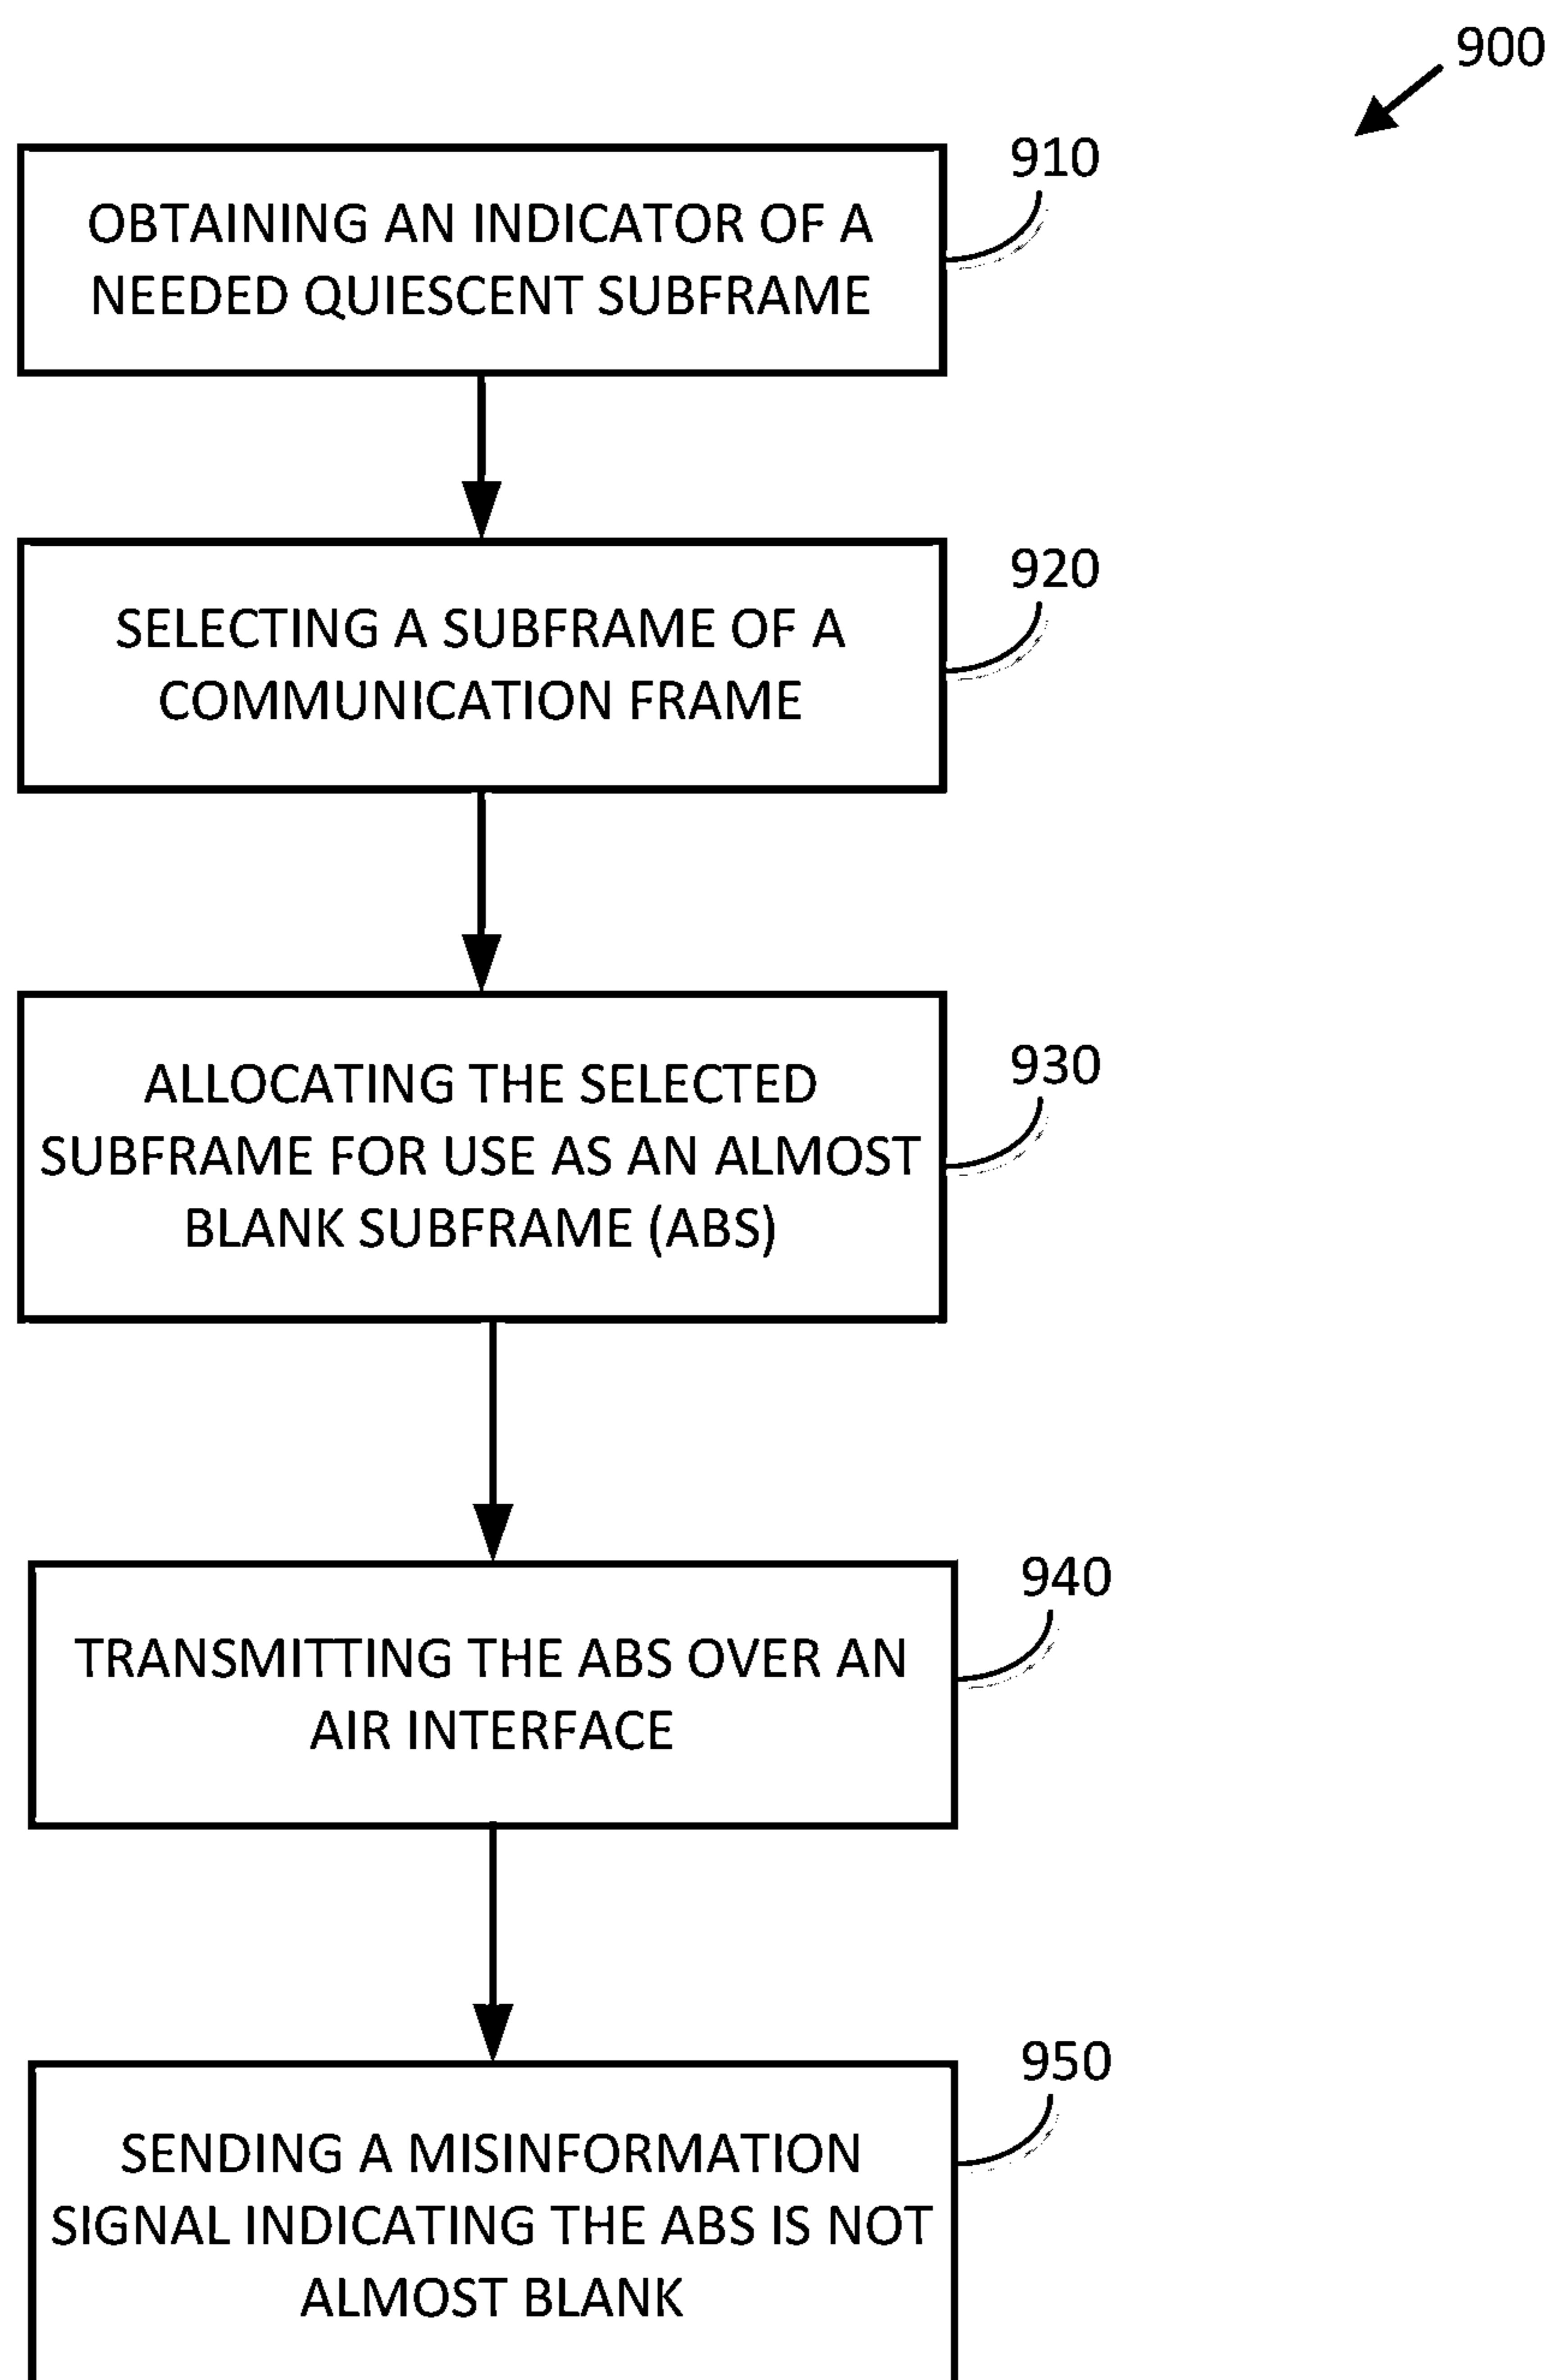 900
910
OBTAINING AN INDICATOR OF A
NEEDED QUIESCENT SUBFRAME
920
SELECTING A SUBFRAME OF A
COMMUNICATION FRAME
930
ALLOCATING THE SELECTED
SUBFRAME FOR USE AS AN ALMOST
BLANK SUBFRAME (ABS)
940
TRANSMITTING THE ABS OVER AN
AIR INTERFACE
950
SENDING A MISINFORMATION
SIGNAL INDICATING THE ABS IS NOT
ALMOST BLANK